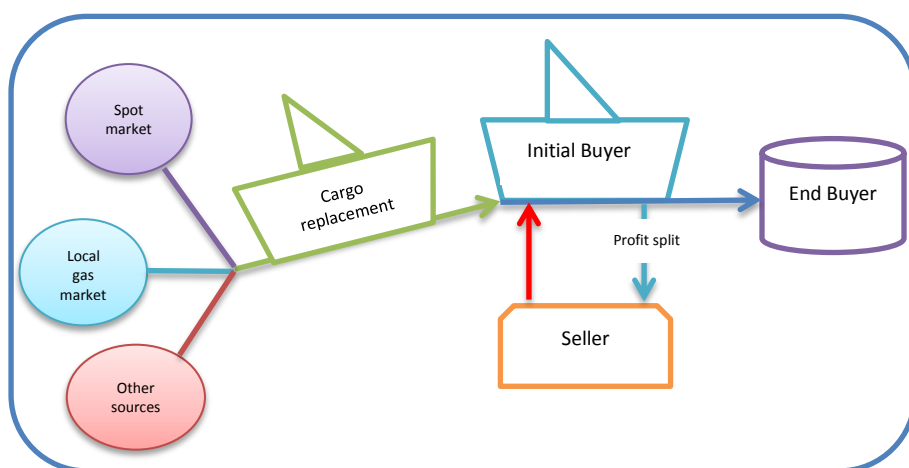 Spot
market
Local
gas
market
Other
sources
Cargo
replacement
Initial Buyer
Profit split
Seller
End Buyer